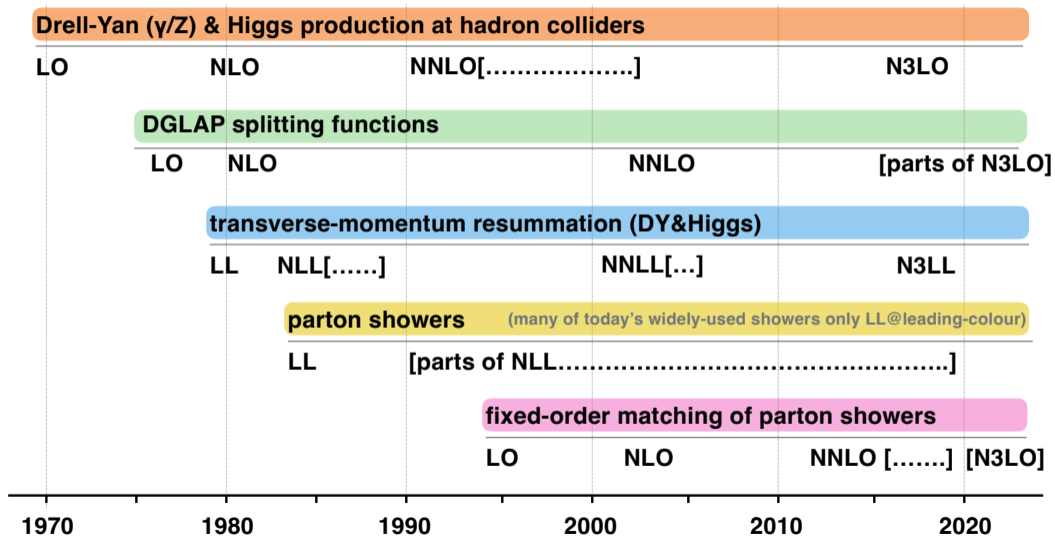 Drell-Yan (γ/Z) & Higgs production at hadron colliders
LO NLO NNLO[……………….] N3LO
DGLAP splitting functions
LO NLO NNLO [parts of N3LO]
transverse-momentum resummation (DY&Higgs)
LL NLL[……] NNLL[…] N3LL
parton showers (many of today's widely-used showers only LL@leading-colour)
LL [parts of NLL…………………………………..]
fixed-order matching of parton showers
LO NLO NNLO […….] [N3LO]
1970 1980 1990 2000 2010 2020